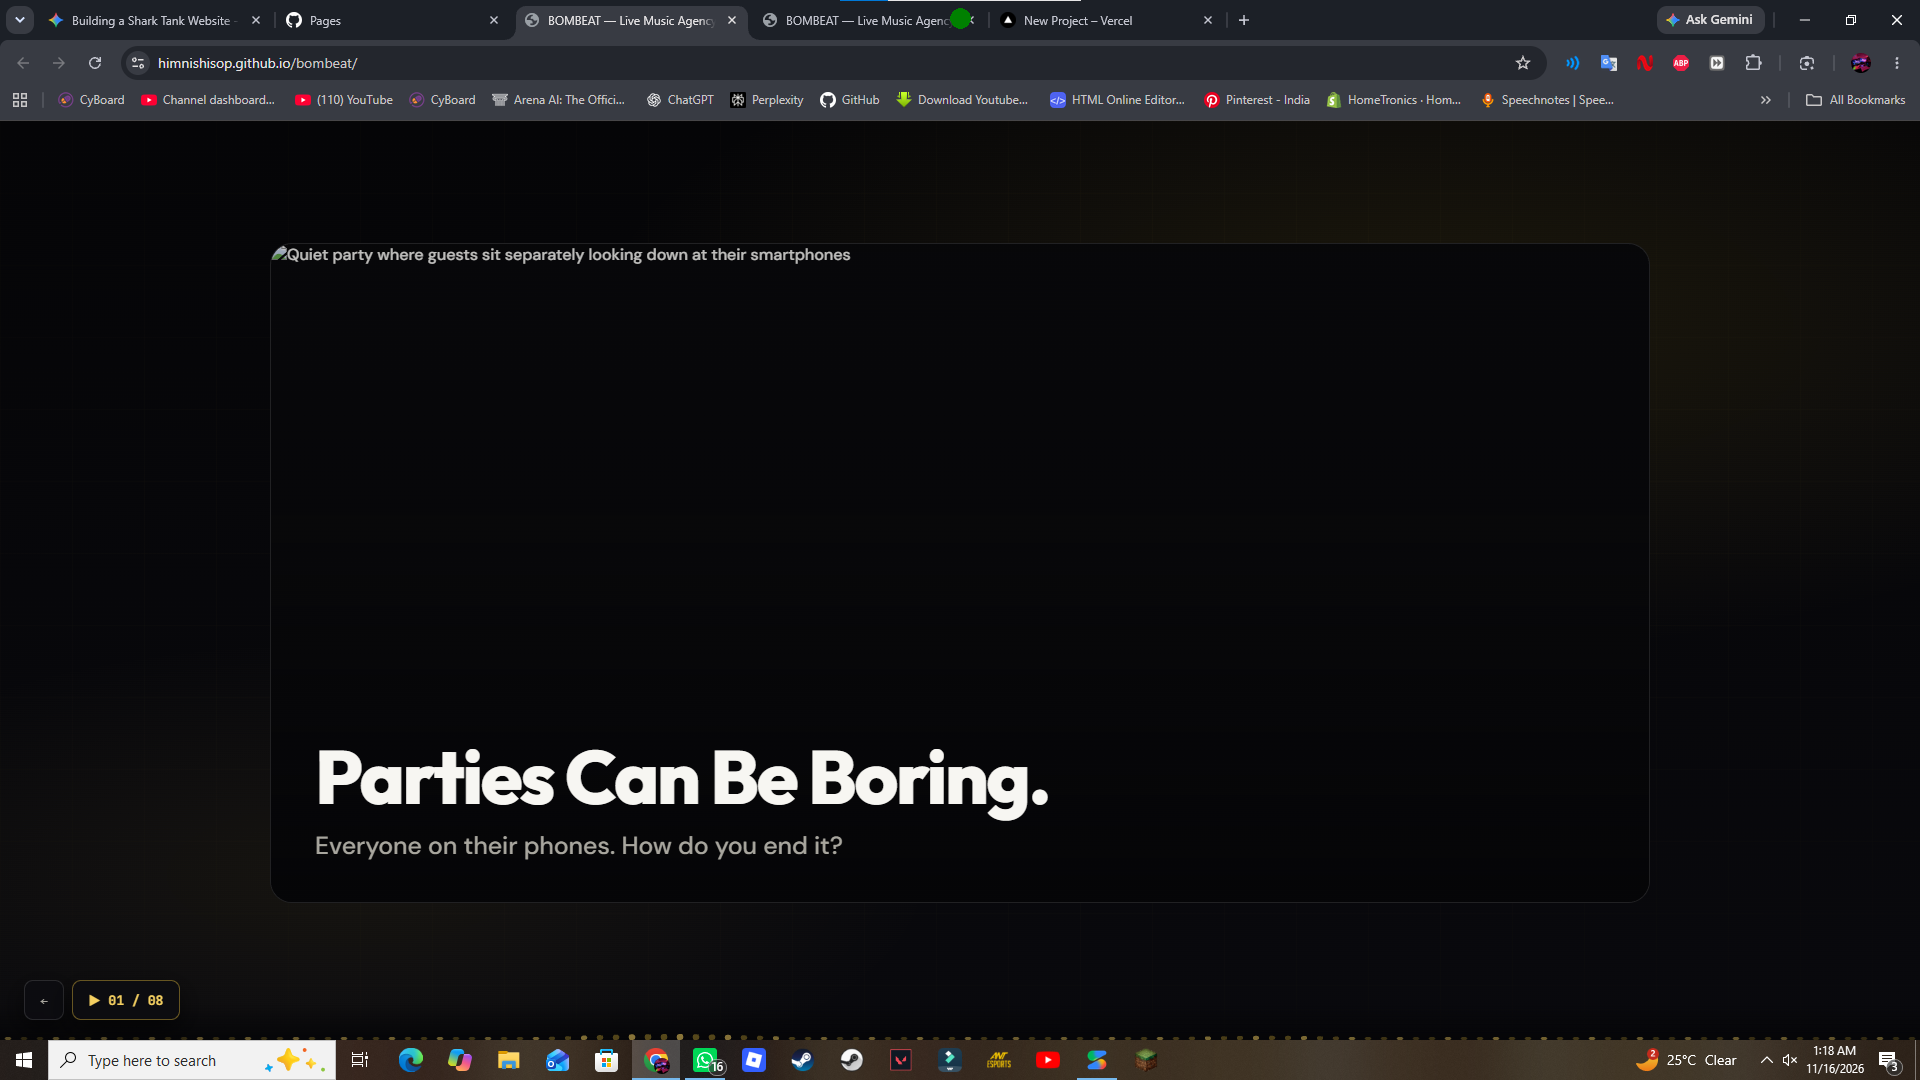 Building a Shark Tank Website -
Pages
BOMBEAT — Live Music Agency
BOMBEAT — Live Music Agenc
New Project – Vercel
Ask Gemini
himnishisop.github.io/bombeat/
CyBoard
Channel dashboard...
(110) YouTube
CyBoard
Arena AI: The Offici...
ChatGPT
Perplexity
GitHub
Download Youtube...
HTML Online Editor...
Pinterest - India
HomeTronics · Hom...
Speechnotes | Spee...
All Bookmarks
ABP
Quiet party where guests sit separately looking down at their smartphones
Parties Can Be Boring.
Everyone on their phones. How do you end it?
← ▶ 01 / 08
Type here to search
16
ANT ESPORTS
2
25°C Clear
1:18 AM
11/16/2026
3